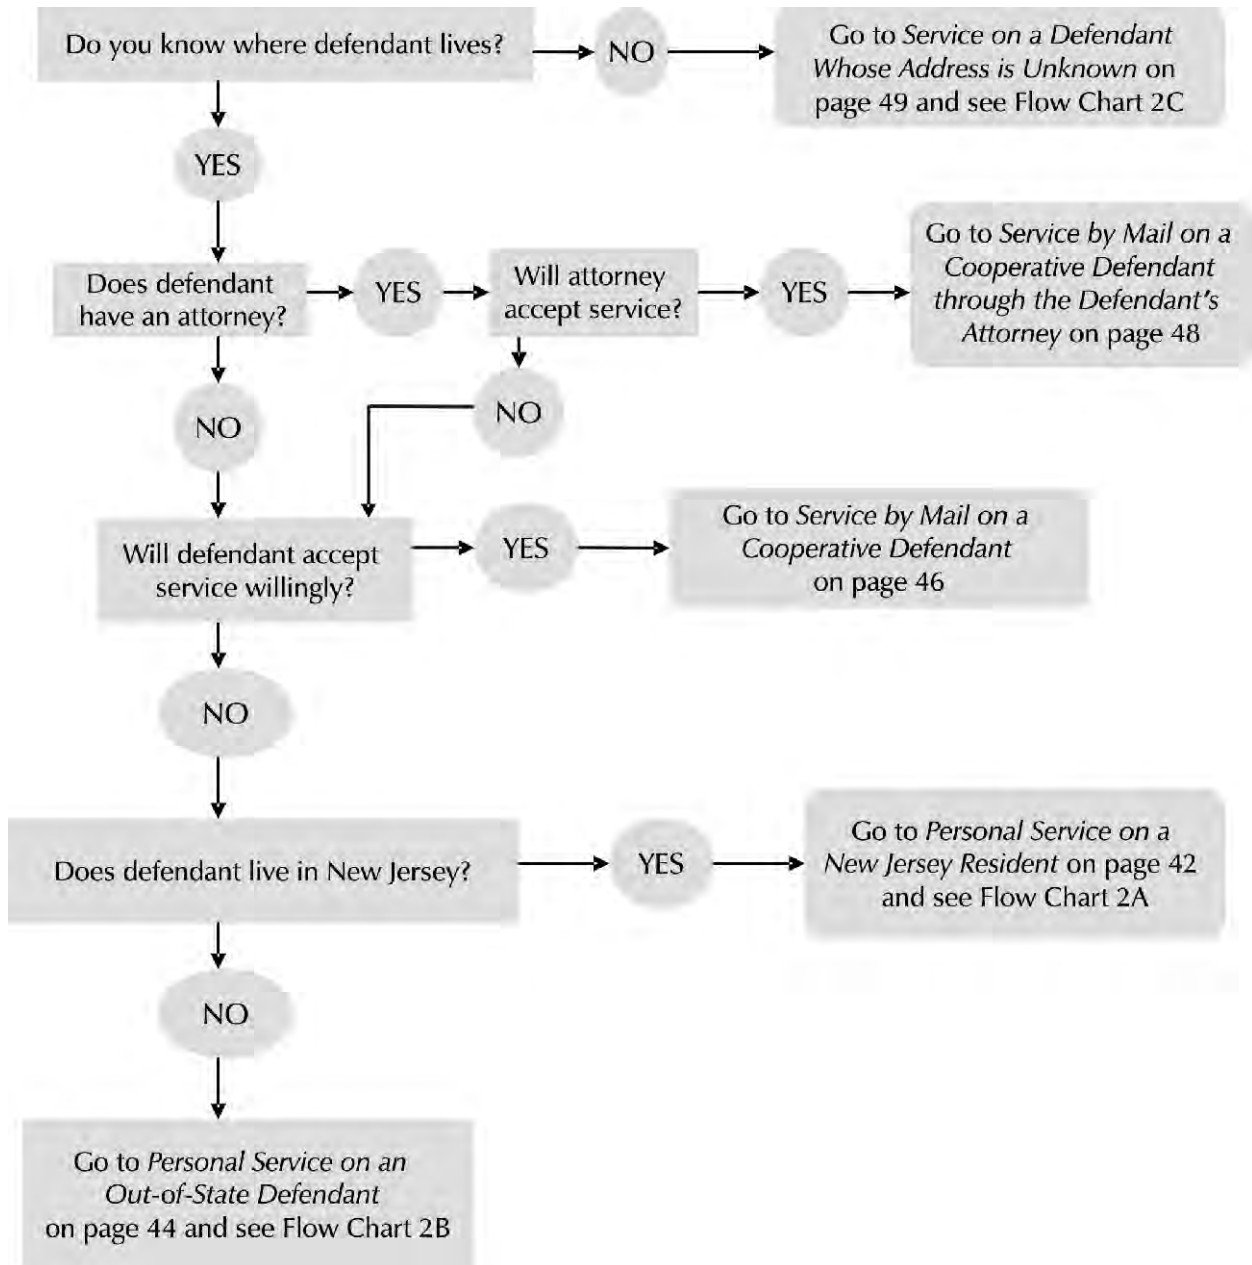 Do you know where defendant lives?
NO
Go to Service on a Defendant
Whose Address is Unknown on
page 49 and see Flow Chart 2C
YES
Does defendant
have an attorney?
YES
Will attorney
accept service?
YES
Go to Service by Mail on a
Cooperative Defendant
through the Defendant's
Attorney on page 48
NO
NO
Will defendant accept
service willingly?
YES
Go to Service by Mail on a
Cooperative Defendant
on page 46
NO
Does defendant live in New Jersey?
YES
Go to Personal Service on a
New Jersey Resident on page 42
and see Flow Chart 2A
NO
Go to Personal Service on an
Out-of-State Defendant
on page 44 and see Flow Chart 2B